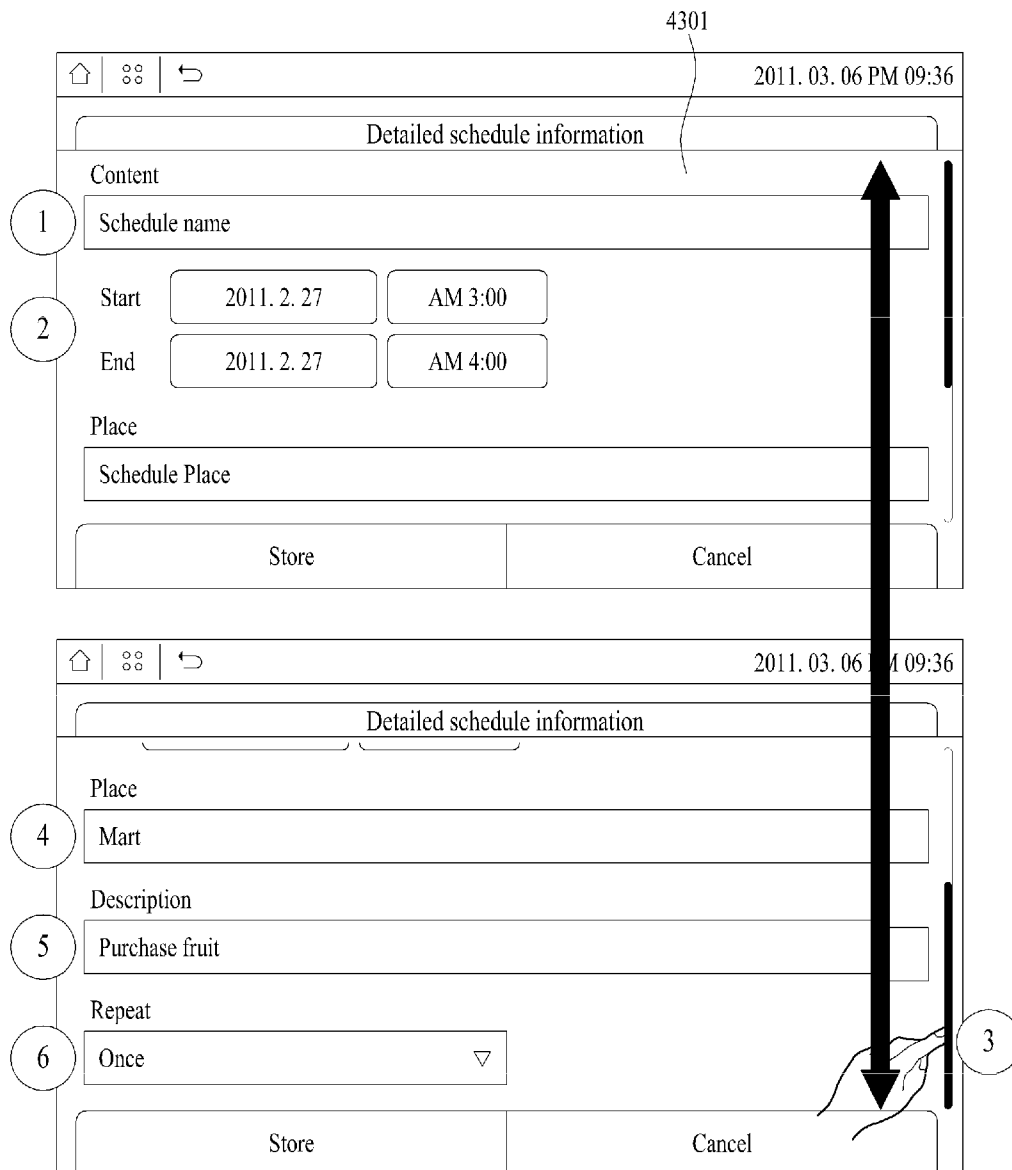 4301
2011. 03. 06 PM 09:36
Detailed schedule information
Content
1 Schedule name
2
Start 2011. 2. 27 AM 3:00
End 2011. 2. 27 AM 4:00
Place
Schedule Place
Store Cancel
2011. 03. 06 M 09:36
Detailed schedule information
Place
4 Mart
Description
5 Purchase fruit
Repeat
3
6 Once ▽
Store Cancel